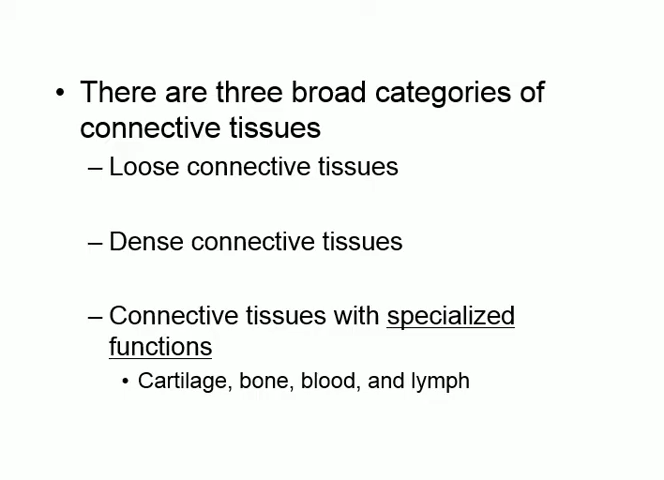 • There are three broad categories of
connective tissues
– Loose connective tissues
– Dense connective tissues
– Connective tissues with specialized
functions
• Cartilage, bone, blood, and lymph